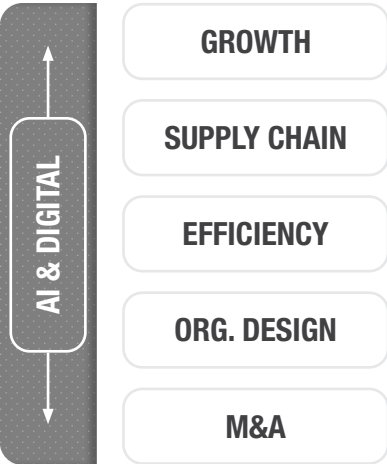 GROWTH
SUPPLY CHAIN
AI & DIGITAL
EFFICIENCY
ORG. DESIGN
M&A